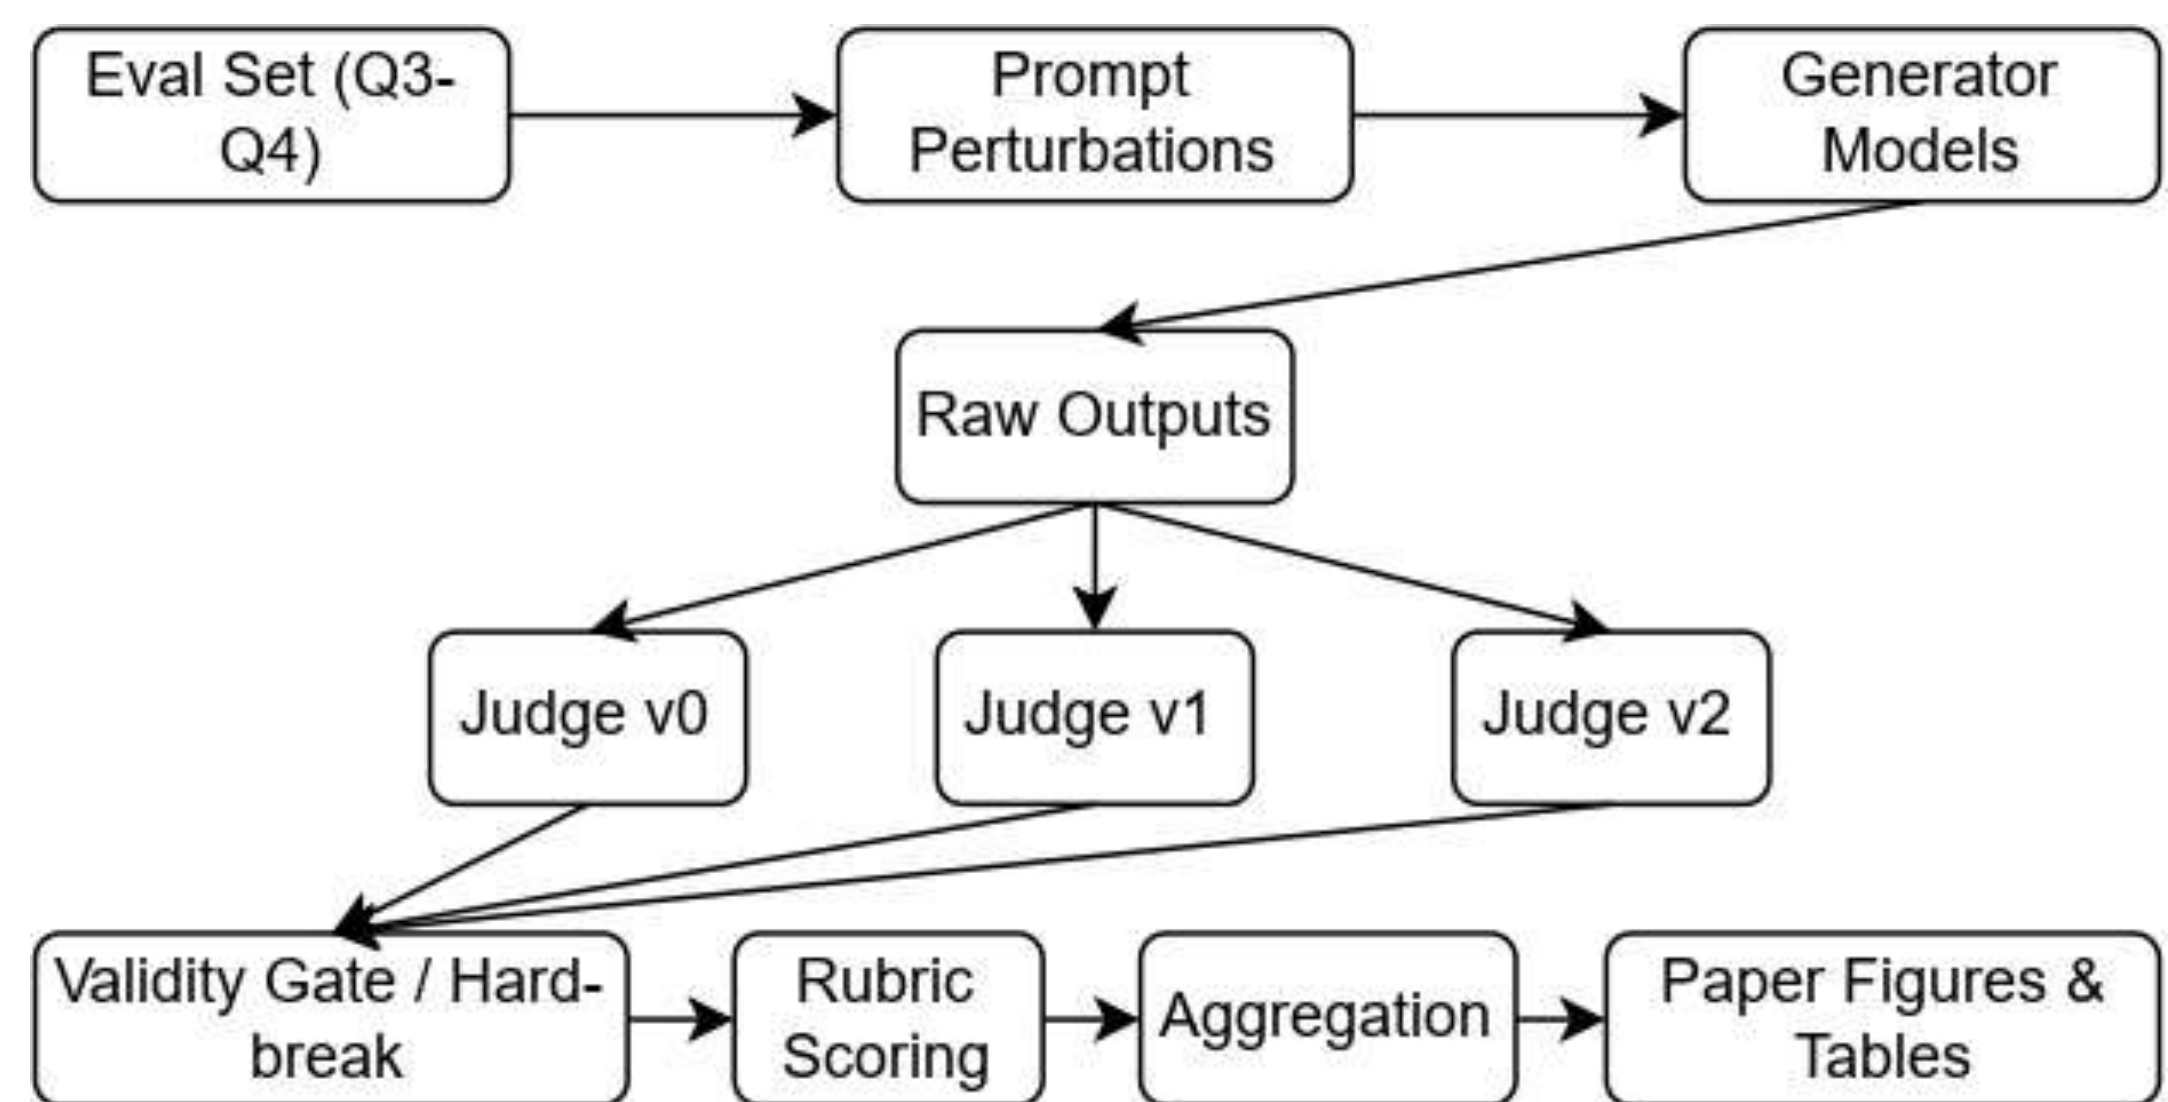 Eval Set (Q3-
Q4)
Prompt
Perturbations
Generator
Models
Raw Outputs
Judge v0
Judge v1
Judge v2
Validity Gate / Hard-
break
Rubric
Scoring
Aggregation
Paper Figures &
Tables